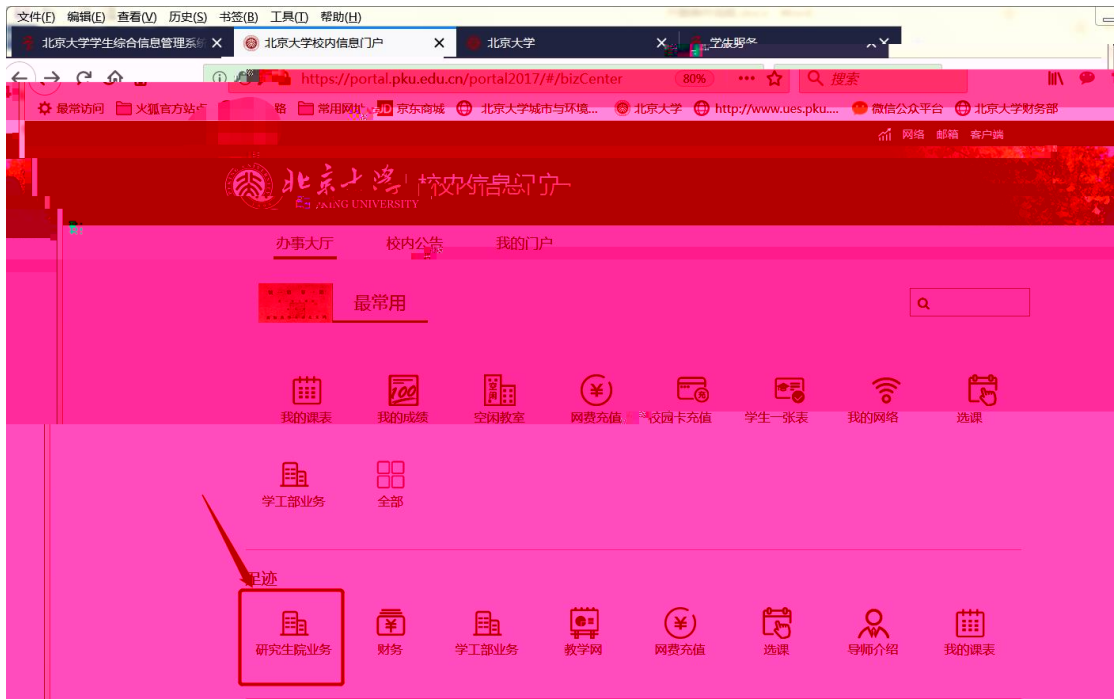 文件(F) 编辑(E) 查看(V) 历史(S) 书签(B) 工具(T) 帮助(H)
北京大学学生综合信息管理系统 北京大学校内信息门户 北京大学
https://portal.pku.edu.cn/portal2017/#/bizCenter 80% 搜索
最常访问 火狐官方站点 常用网址 JD 京东商城 北京大学城市与环境... 北京大学 http://www.ues.pku.... 微信公众平台 北京大学财务部
网络 邮箱 客户端
北京大学 校内信息门户
UNIVERSITY
办事大厅 校内公告 我的门户
最常用
我的课表 我的成绩 空闲教室 网费充值 校园卡充值 学生一张表 我的网络 选课
学工部业务 全部
足迹
研究生院业务 财务 学工部业务 教学网 网费充值 选课 导师介绍 我的课表